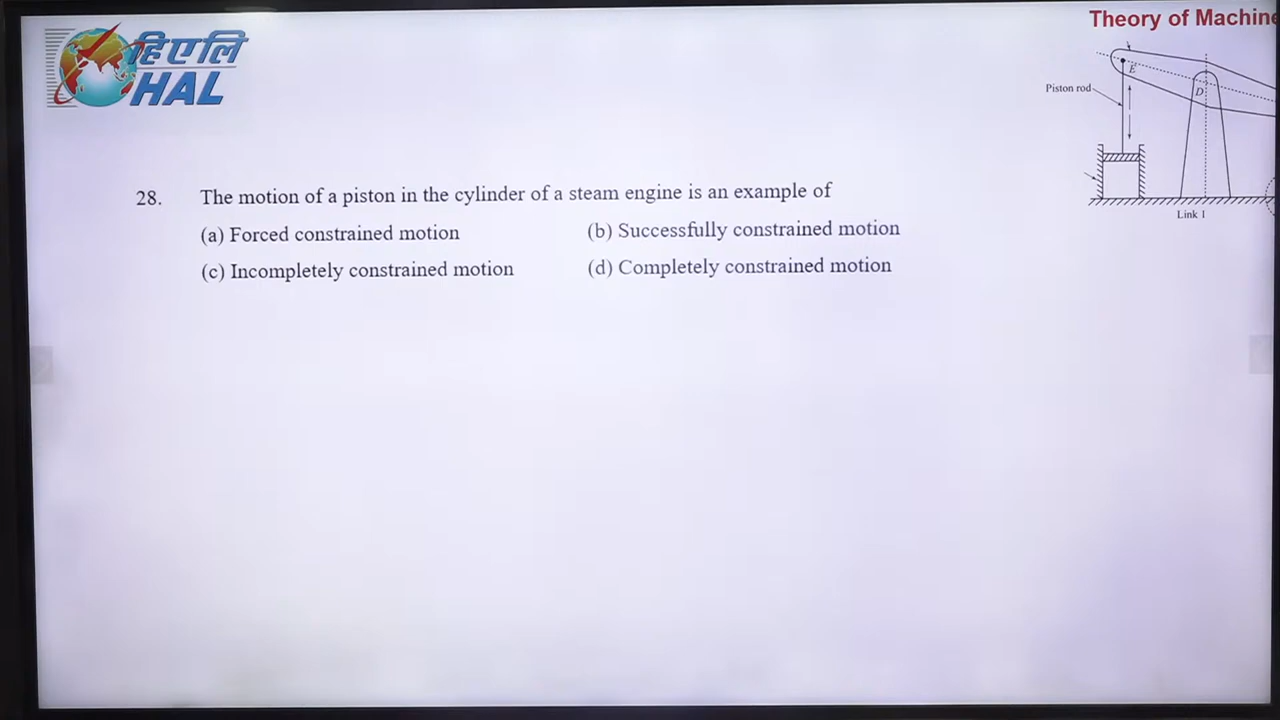 हिएलि
HAL
Theory of Machine
Piston rod
E
D
Link 1
28. The motion of a piston in the cylinder of a steam engine is an example of
(a) Forced constrained motion (b) Successfully constrained motion
(c) Incompletely constrained motion (d) Completely constrained motion